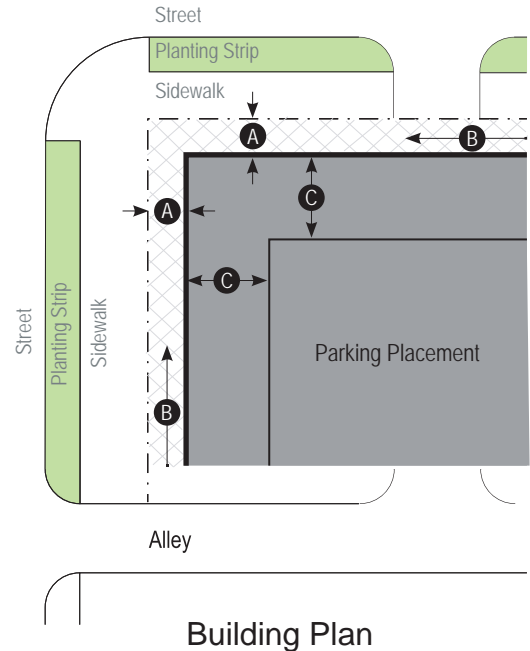 Street
Planting Strip
Sidewalk
A
B
A
C
C
Parking Placement
Street
Planting Strip
Sidewalk
B
Alley
Building Plan